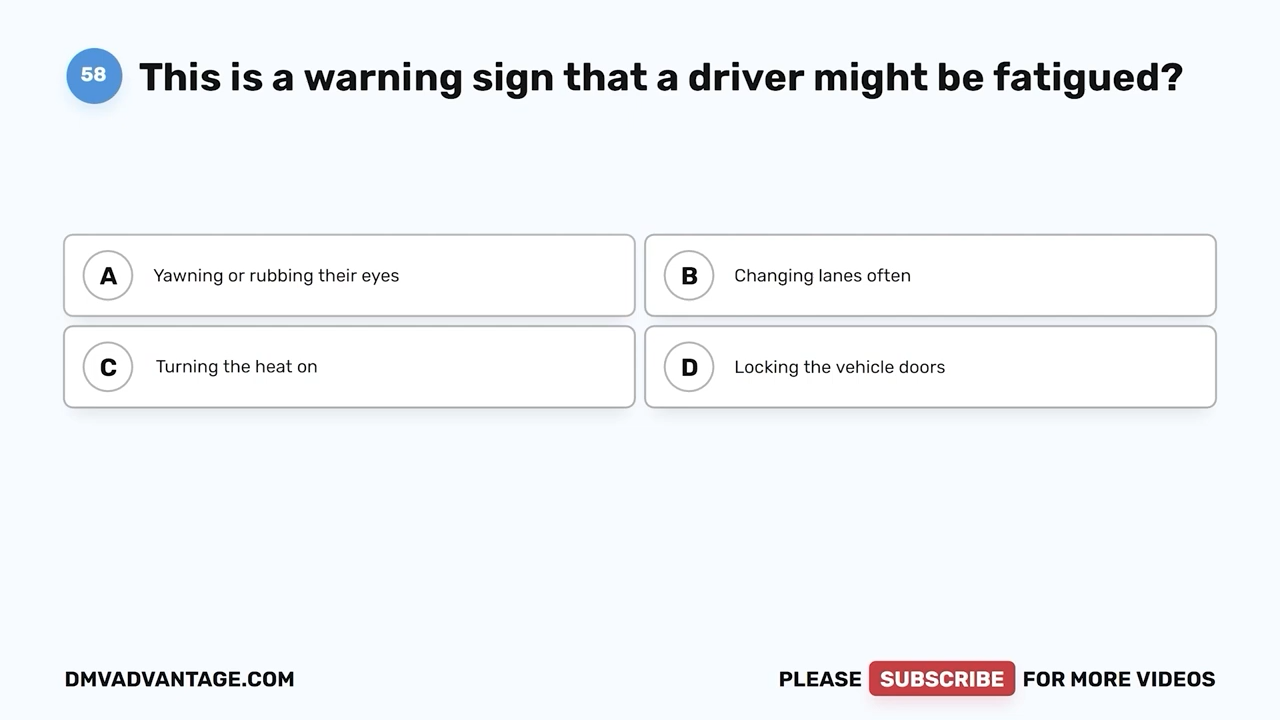 58 This is a warning sign that a driver might be fatigued?
A Yawning or rubbing their eyes
B Changing lanes often
C Turning the heat on
D Locking the vehicle doors
DMVADVANTAGE.COM
PLEASE SUBSCRIBE FOR MORE VIDEOS